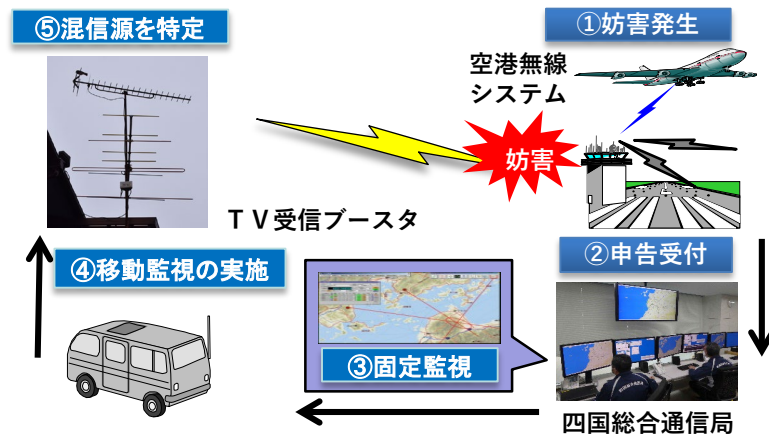 ⑤混信源を特定
①妨害発生
空港無線
システム
妨害
ＴＶ受信ブースタ
②申告受付
④移動監視の実施
③固定監視
四国総合通信局